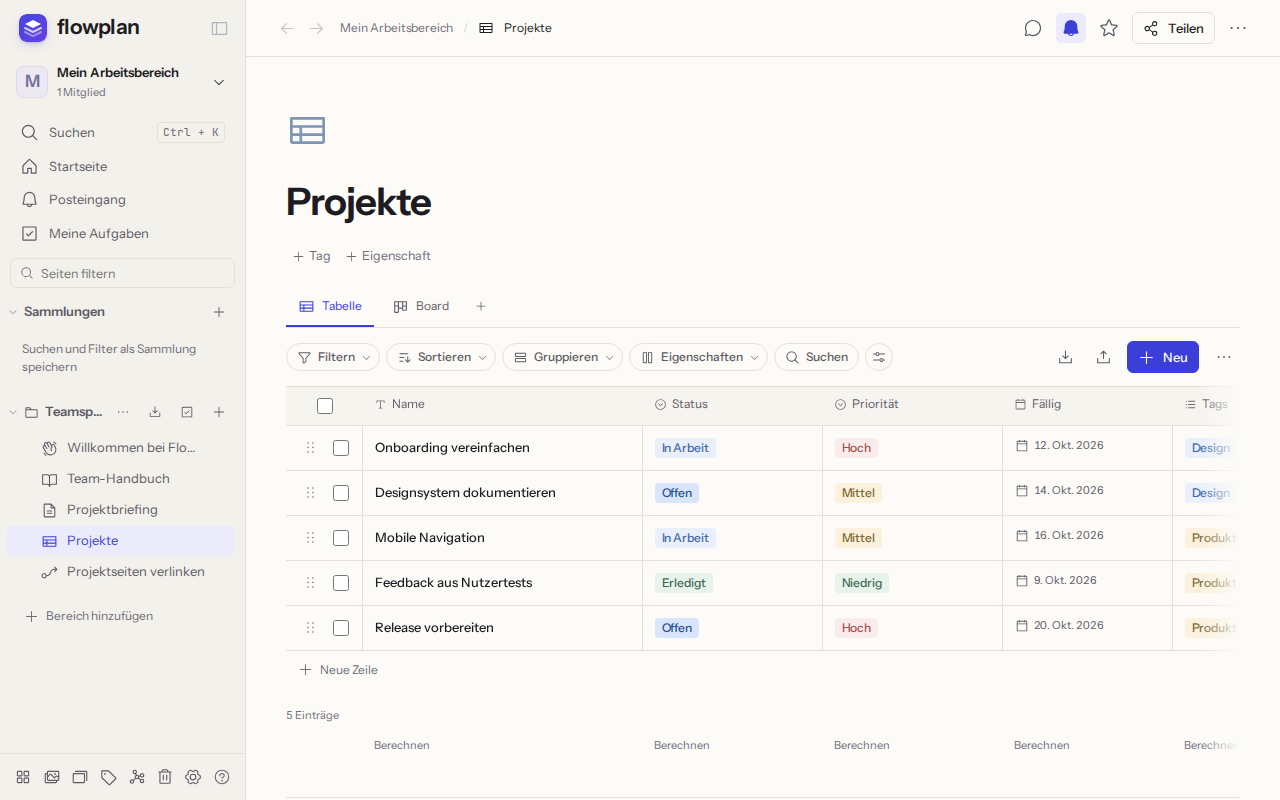 flowplan
M
Mein Arbeitsbereich
1 Mitglied
Suchen
Ctrl + K
Startseite
Posteingang
Meine Aufgaben
Seiten filtern
Sammlungen
Suchen und Filter als Sammlung
speichern
Teamsp...
Willkommen bei Flo...
Team-Handbuch
Projektbriefing
Projekte
Projektseiten verlinken
Bereich hinzufügen
Mein Arbeitsbereich / Projekte
Teilen
Projekte
Tag Eigenschaft
Tabelle Board
Filtern Sortieren Gruppieren Eigenschaften Suchen Neu
Name Status Priorität Fällig Tags
Onboarding vereinfachen In Arbeit Hoch 12. Okt. 2026 Design
Designsystem dokumentieren Offen Mittel 14. Okt. 2026 Design
Mobile Navigation In Arbeit Mittel 16. Okt. 2026 Produkt
Feedback aus Nutzertests Erledigt Niedrig 9. Okt. 2026 Produkt
Release vorbereiten Offen Hoch 20. Okt. 2026 Produkt
Neue Zeile
5 Einträge
Berechnen Berechnen Berechnen Berechnen Berechnen